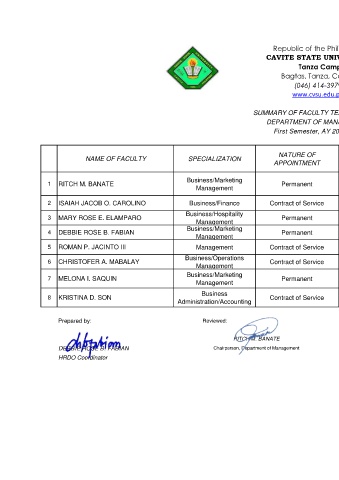 Republic of the Phil
CAVITE STATE UNIV
Tanza Camp
Bagtas, Tanza, Ca
(046) 414-397
www.cvsu.edu.p
SUMMARY OF FACULTY TE
DEPARTMENT OF MANA
First Semester, AY 20
NAME OF FACULTY SPECIALIZATION NATURE OF APPOINTMENT
1 RITCH M. BANATE Business/Marketing Management Permanent
2 ISAIAH JACOB O. CAROLINO Business/Finance Contract of Service
3 MARY ROSE E. ELAMPARO Business/Hospitality Management Permanent
4 DEBBIE ROSE B. FABIAN Business/Marketing Management Permanent
5 ROMAN P. JACINTO III Management Contract of Service
6 CHRISTOFER A. MABALAY Business/Operations Management Contract of Service
7 MELONA I. SAQUIN Business/Marketing Management Permanent
8 KRISTINA D. SON Business Administration/Accounting Contract of Service
Prepared by: Reviewed:
RITCH M. BANATE
DEBBIE ROSE B. FABIAN Chairperson, Department of Management
HRDO Coordinator